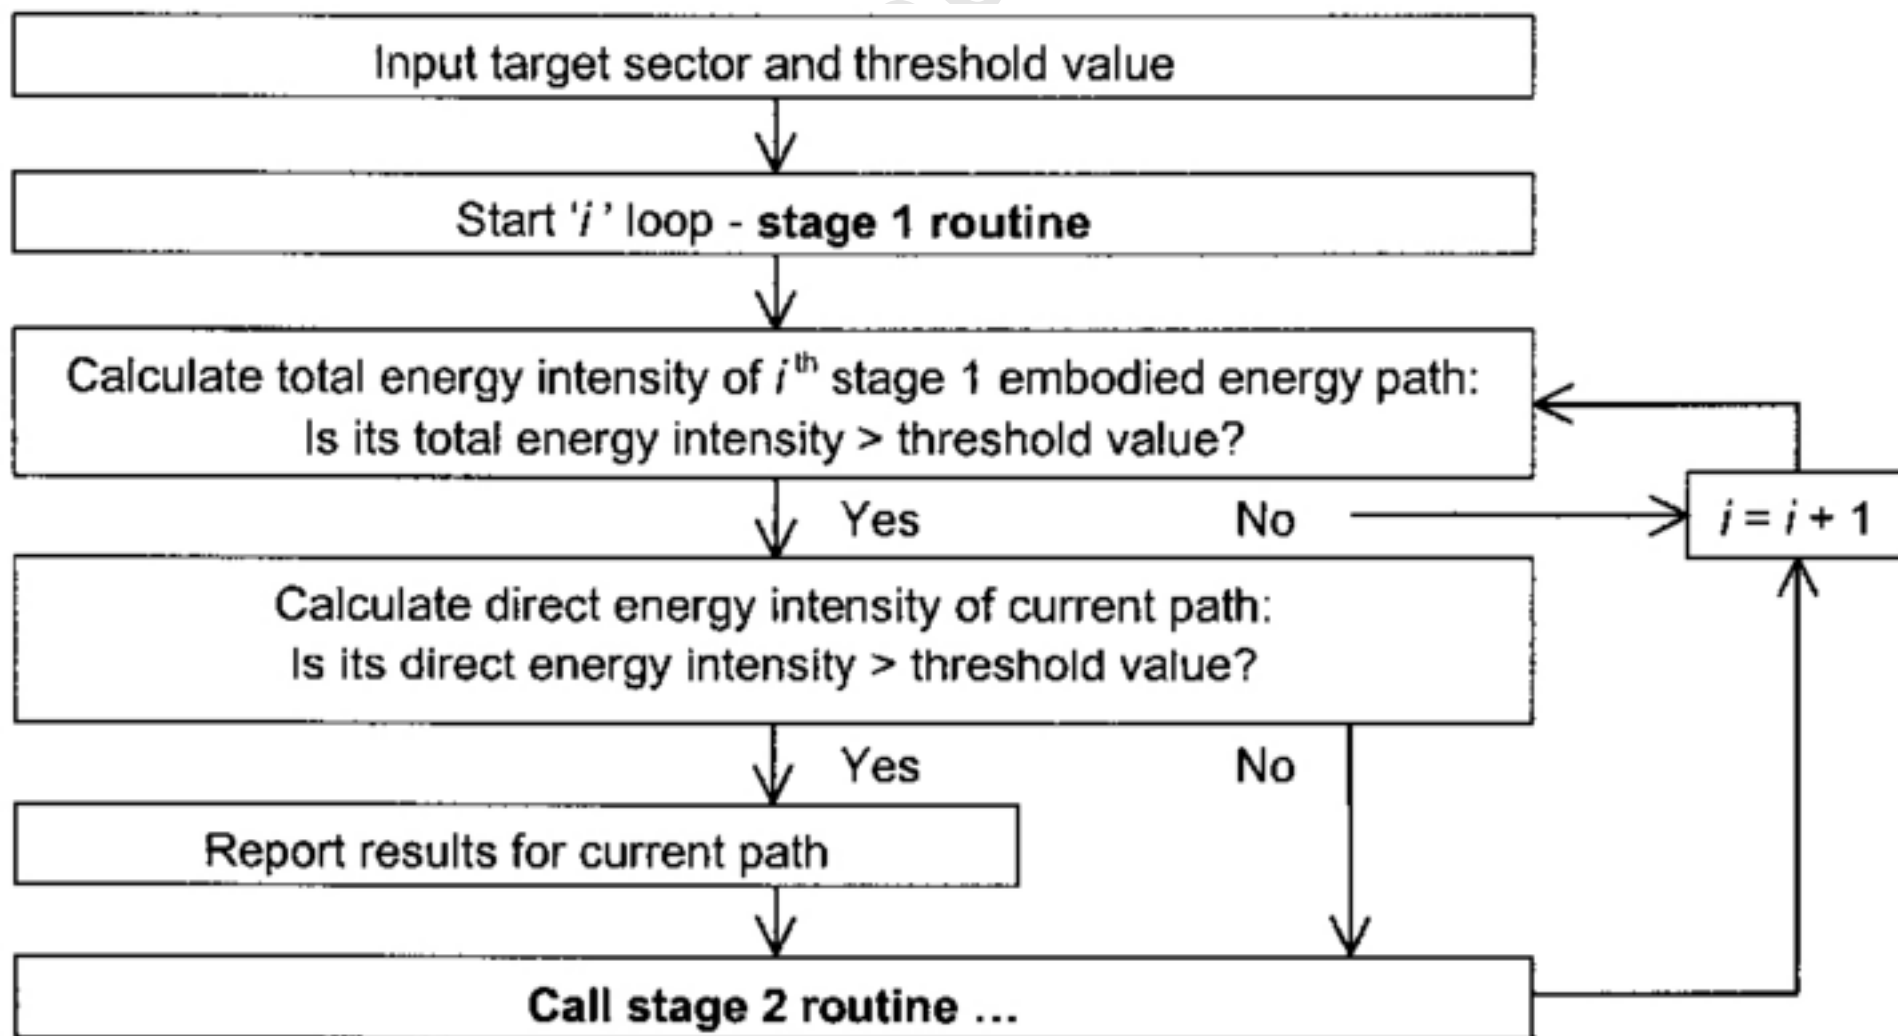 Input target sector and threshold value
Start ‘i’ loop - stage 1 routine
Calculate total energy intensity of i th stage 1 embodied energy path:
Is its total energy intensity > threshold value?
Yes No
i = i + 1
Calculate direct energy intensity of current path:
Is its direct energy intensity > threshold value?
Yes No
Report results for current path
Call stage 2 routine ...